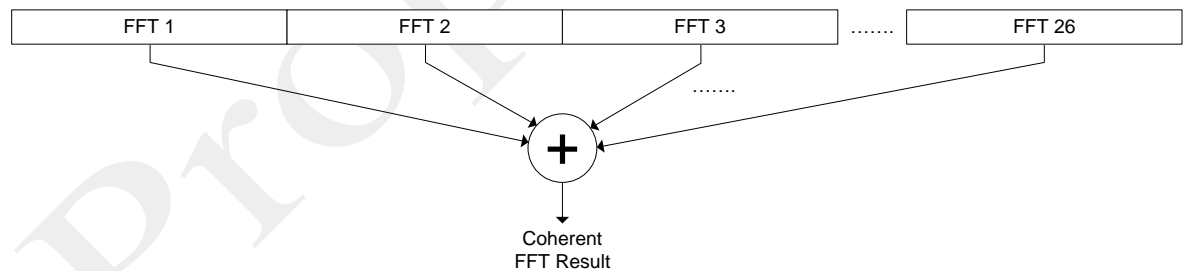 FFT 1
FFT 2
FFT 3
.......
FFT 26
.......
+
Coherent
FFT Result